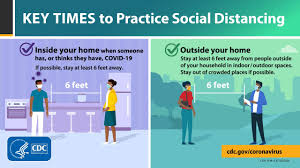 KEY TIMES to Practice Social Distancing
Inside your home when someone
has, or thinks they have, COVID-19
If possible, stay at least 6 feet away.
6 feet
CDC
Outside your home
Stay at least 6 feet away from people outside
of your household in indoor/outdoor spaces.
Stay out of crowded places if possible.
6 feet
cdc.gov/coronavirus